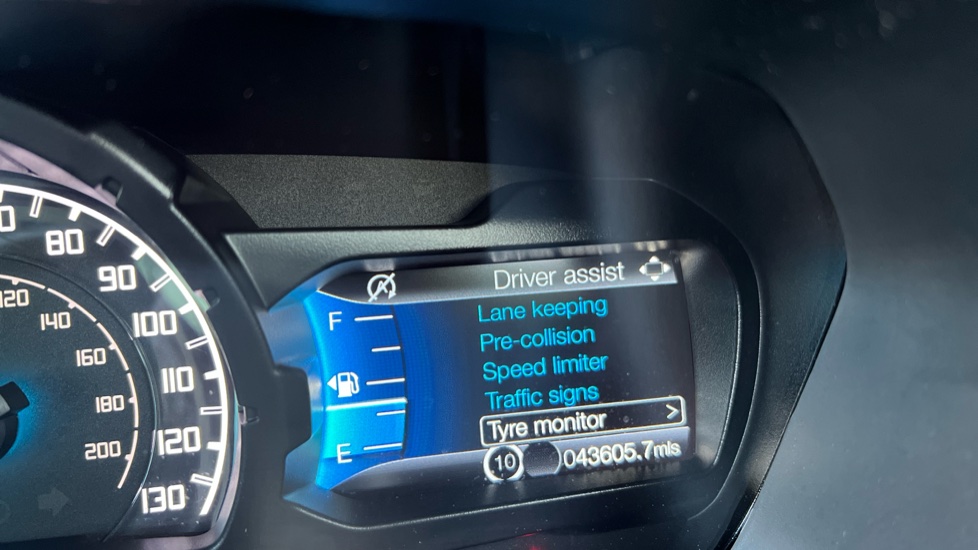 80
90
100
110
120
130
120
140
160
180
200
Driver assist
Lane keeping
Pre-collision
Speed limiter
Traffic signs
Tyre monitor >
F
E
10
043605.7mls